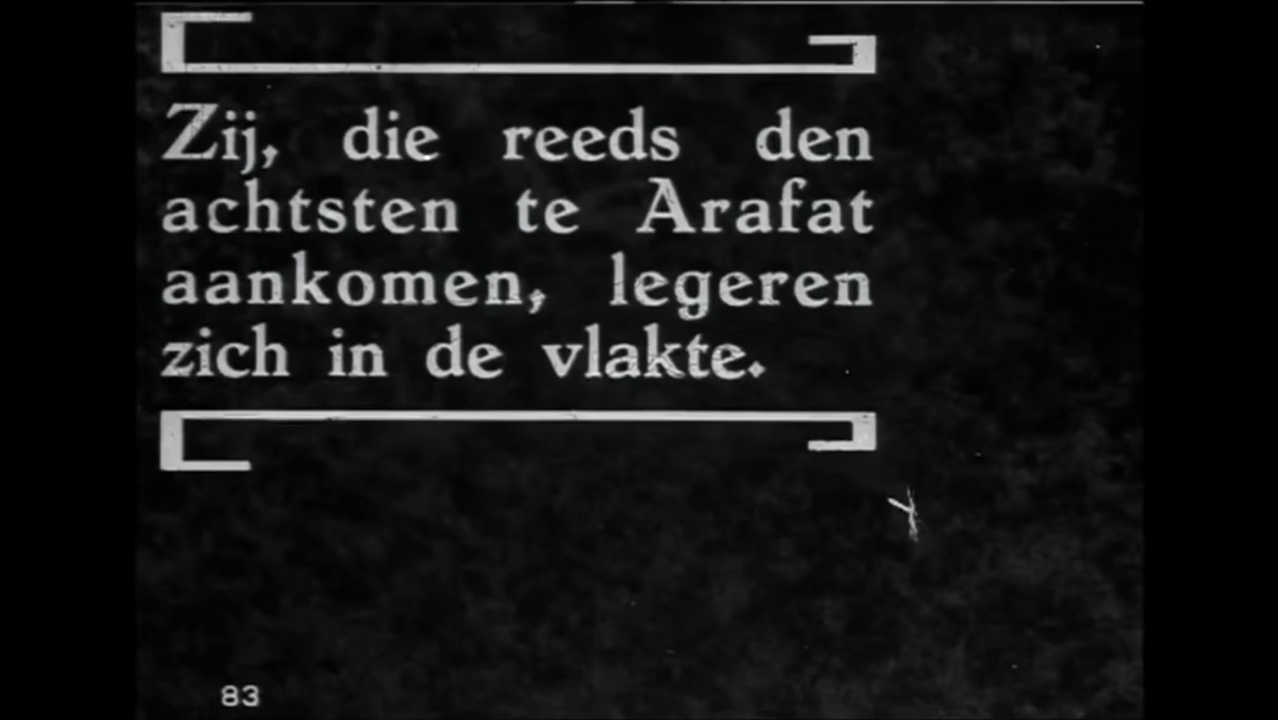 Zij, die reeds den
achtsten te Arafat
aankomen, legeren
zich in de vlakte.
83